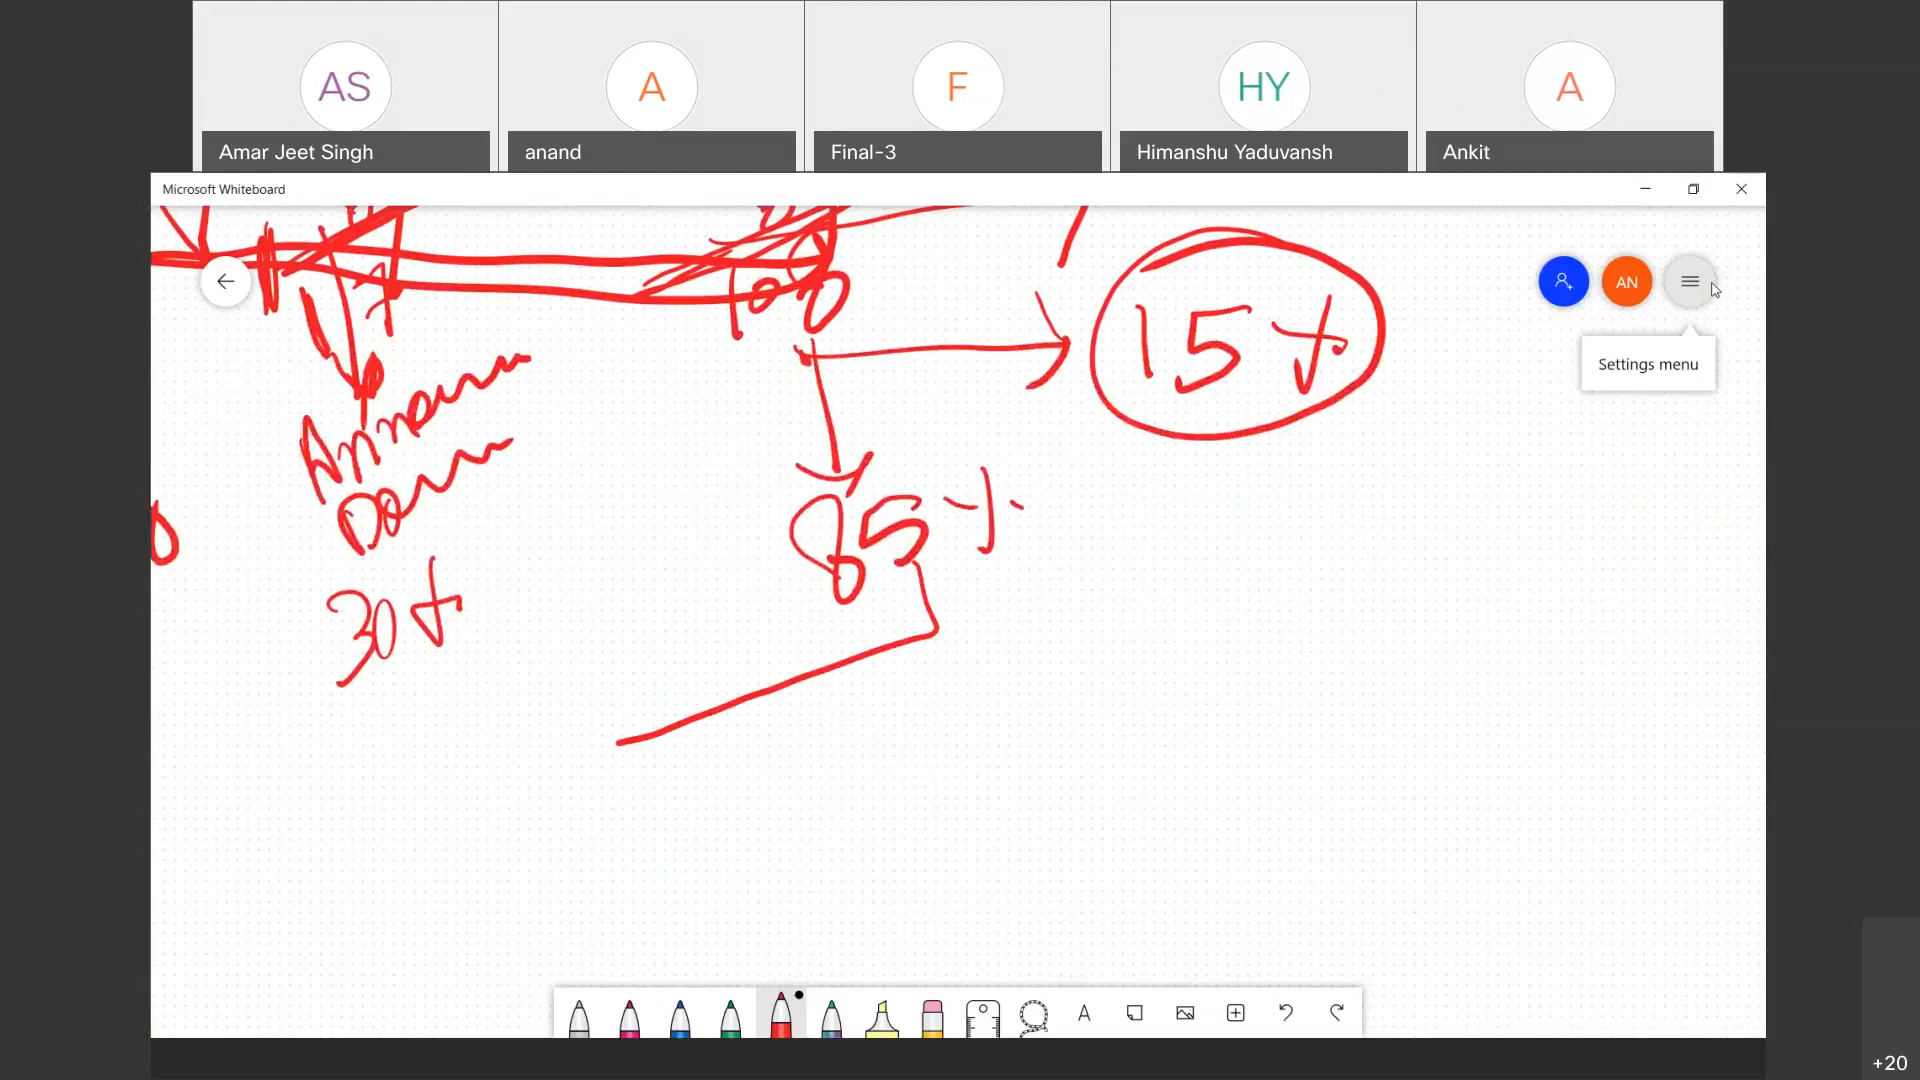 AS
A
F
HY
A
Amar Jeet Singh
anand
Final-3
Himanshu Yaduvansh
Ankit
Microsoft Whiteboard
AN
Settings menu
100
15 %
85 %
30 %
A
+20